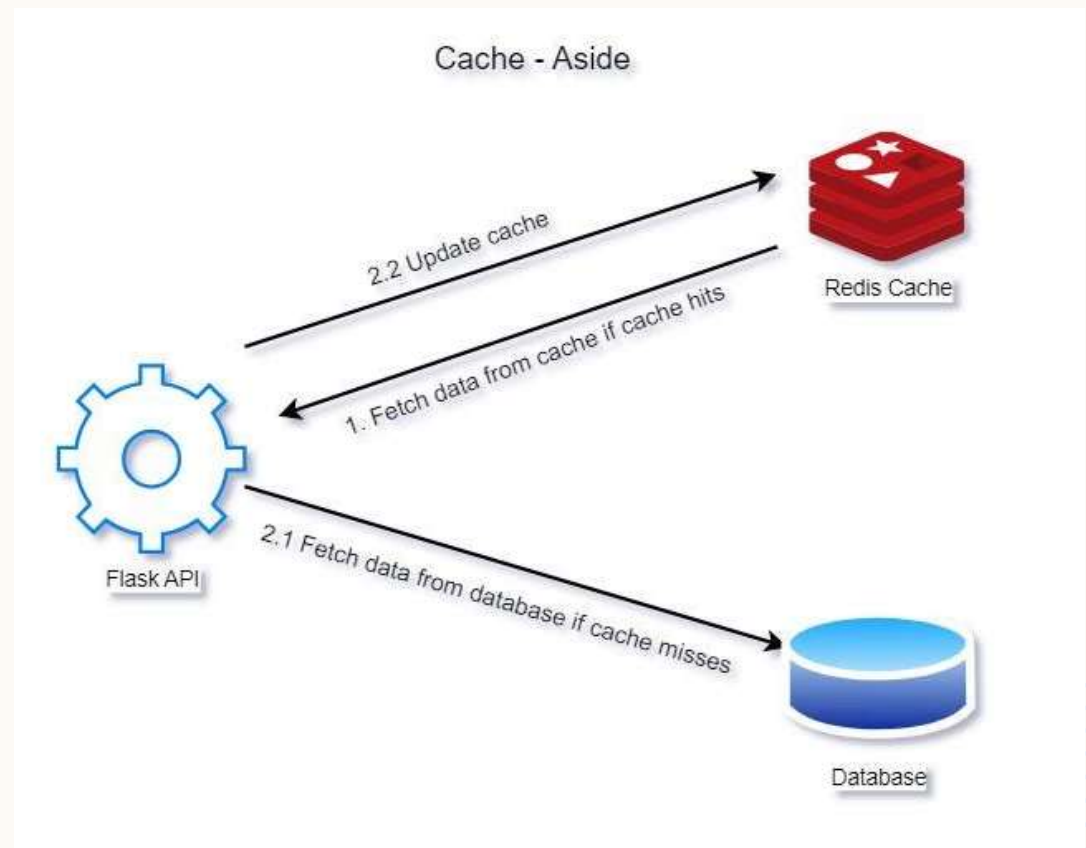 Cache - Aside
2.2 Update cache
Redis Cache
1. Fetch data from cache if cache hits
2.1 Fetch data from database if cache misses
Flask API
Database